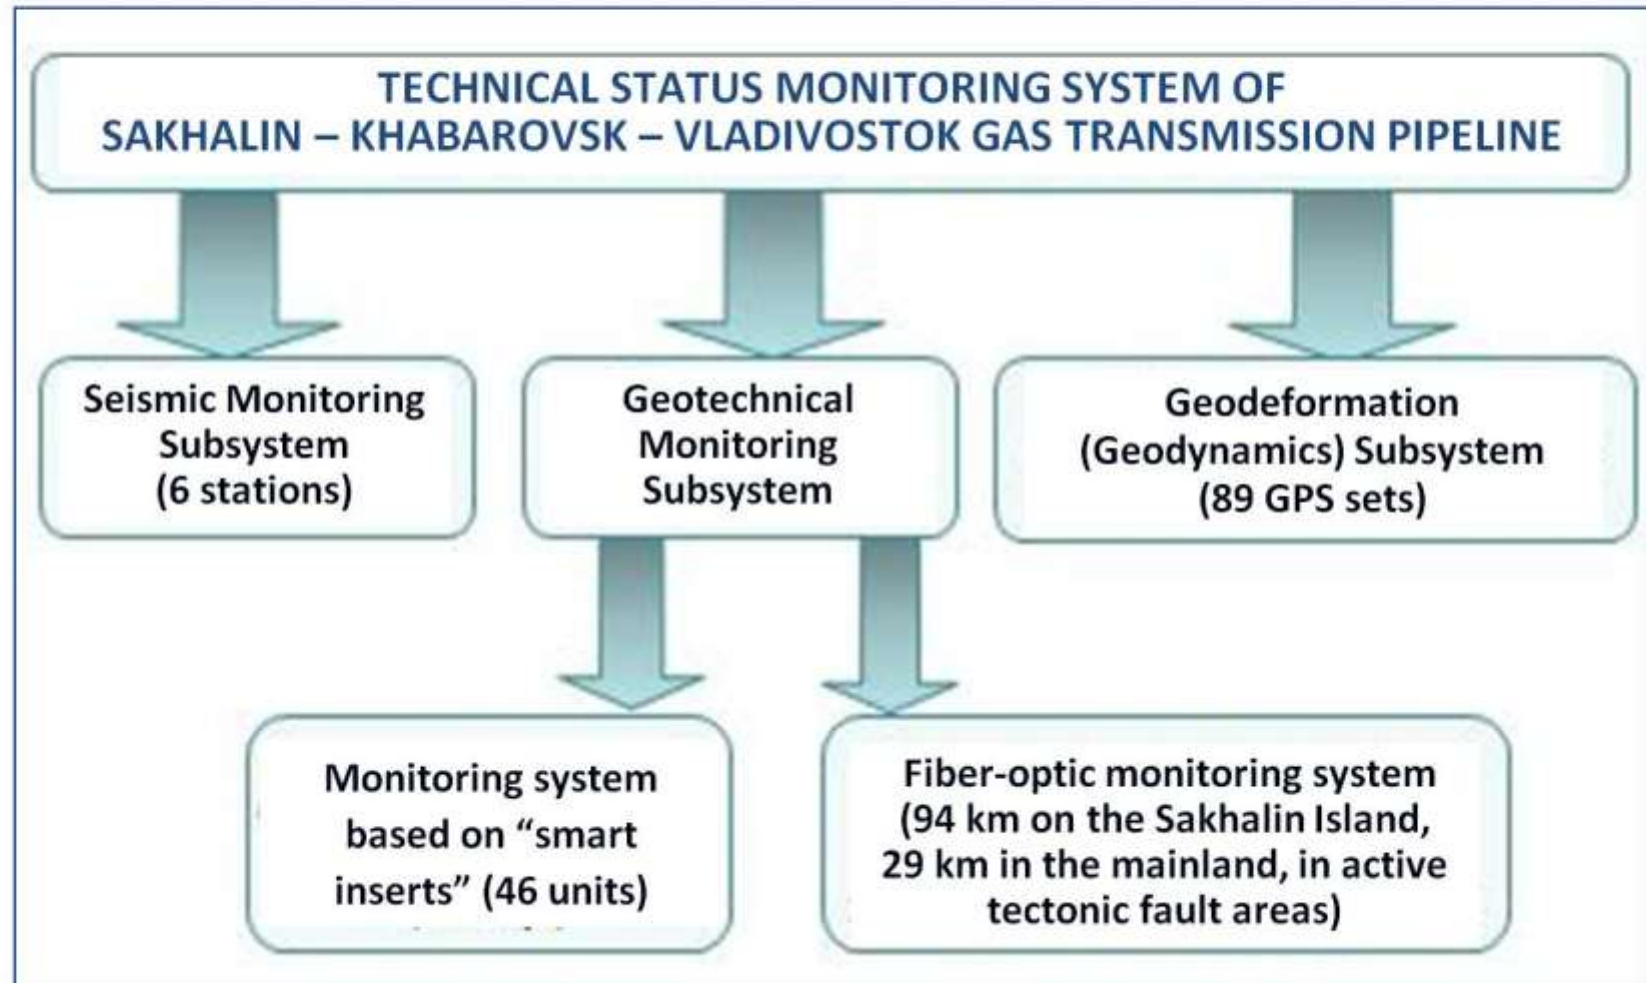 TECHNICAL STATUS MONITORING SYSTEM OF
SAKHALIN – KHABAROVSK – VLADIVOSTOK GAS TRANSMISSION PIPELINE
Seismic Monitoring
Subsystem
(6 stations)
Geotechnical
Monitoring
Subsystem
Geodeformation
(Geodynamics) Subsystem
(89 GPS sets)
Monitoring system
based on “smart
inserts” (46 units)
Fiber-optic monitoring system
(94 km on the Sakhalin Island,
29 km in the mainland, in active
tectonic fault areas)